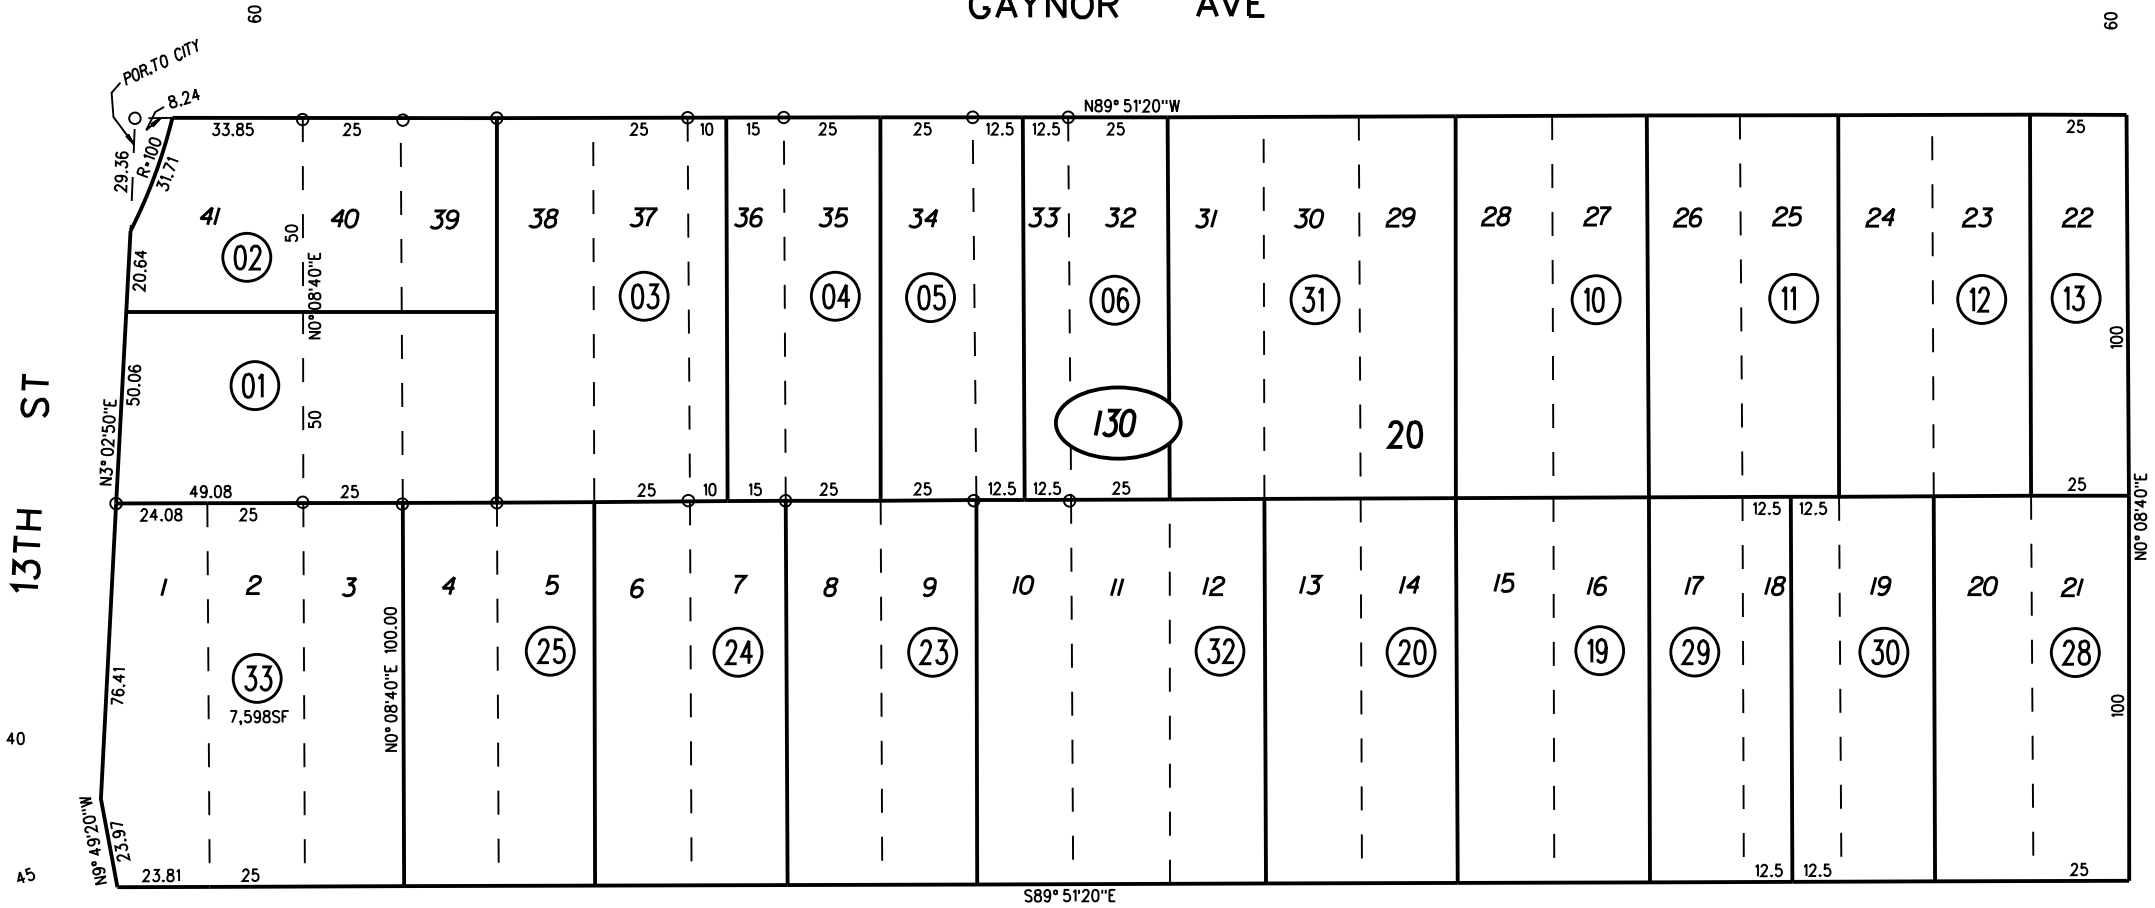 GAYNOR AVE
60
60
POR.TO CITY
8.24
N89° 51'20"W
33.85 25 25 10 15 25 25 12.5 12.5 25 25
29.36
R=100
31.71
41 40 39 38 37 36 35 34 33 32 31 30 29 28 27 26 25 24 23 22
50
02 03 04 05 06 31 10 11 12 13
20.64
N0° 08'40"E
100
01
50.06
50
130
20
13TH ST
N3° 02'50"E
49.08 25 25 10 15 25 25 12.5 12.5 25 25
24.08 25 12.5 12.5
N0° 08'40"E
1 2 3 4 5 6 7 8 9 10 11 12 13 14 15 16 17 18 19 20 21
33 25 24 23 32 20 19 29 30 28
7,598SF
N0° 08'40"E 100.00
76.41
100
40
N9° 49'20"W
23.97
45
23.81 25 12.5 12.5 25
S89° 51'20"E